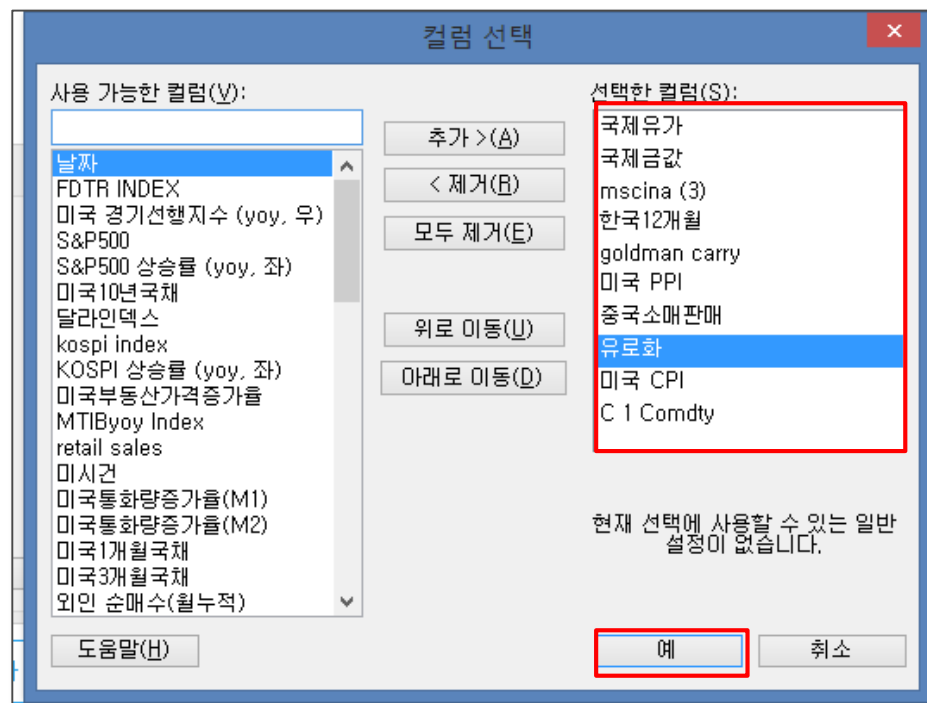 컬럼 선택
사용 가능한 컬럼(V):
날짜
FDTR INDEX
미국 경기선행지수 (yoy, 우)
S&P500
S&P500 상승률 (yoy, 좌)
미국10년국채
달라인덱스
kospi index
KOSPI 상승률 (yoy, 좌)
미국부동산가격증가율
MTIByoy Index
retail sales
미시건
미국통화량증가율(M1)
미국통화량증가율(M2)
미국1개월국채
미국3개월국채
외인 순매수(월누적)
추가 >(A)
< 제거(R)
모두 제거(E)
위로 이동(U)
아래로 이동(D)
선택한 컬럼(S):
국제유가
국제금값
mscina (3)
한국12개월
goldman carry
미국 PPI
중국소매판매
유로화
미국 CPI
C 1 Comdty
현재 선택에 사용할 수 있는 일반
설정이 없습니다.
도움말(H)
예
취소